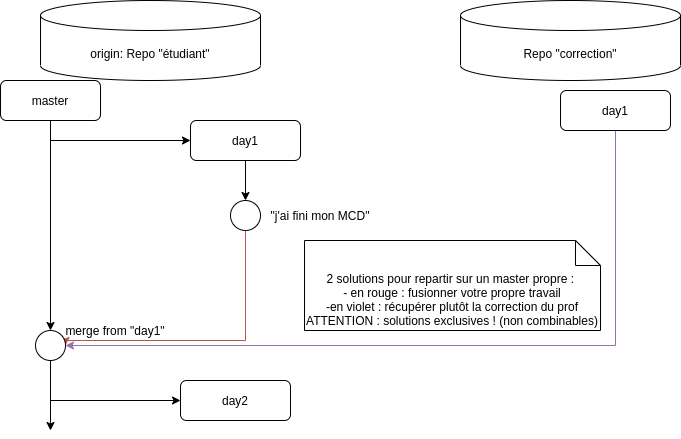 origin: Repo "étudiant"
Repo "correction"
master
day1
day1
"j'ai fini mon MCD"
2 solutions pour repartir sur un master propre :
- en rouge : fusionner votre propre travail
-en violet : récupérer plutôt la correction du prof
ATTENTION : solutions exclusives ! (non combinables)
merge from "day1"
day2